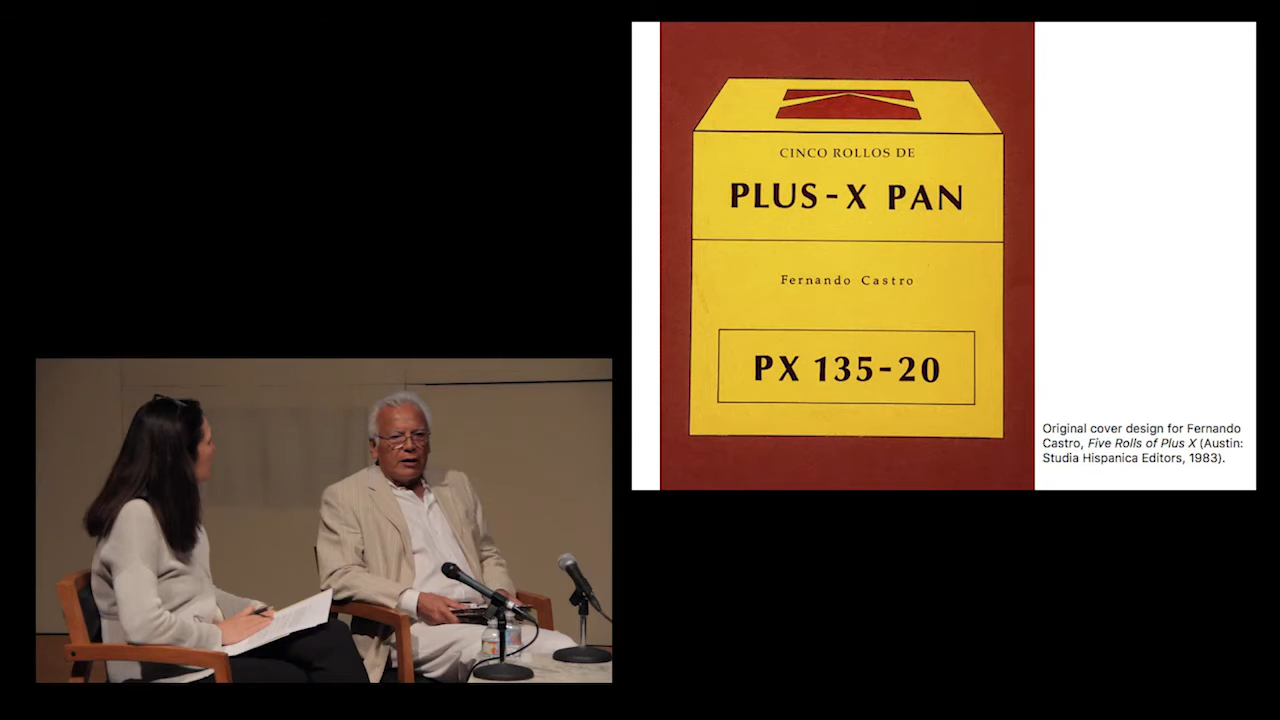 CINCO ROLLOS DE
PLUS-X PAN
Fernando Castro
PX 135-20
Original cover design for Fernando
Castro, Five Rolls of Plus X (Austin:
Studia Hispanica Editors, 1983).